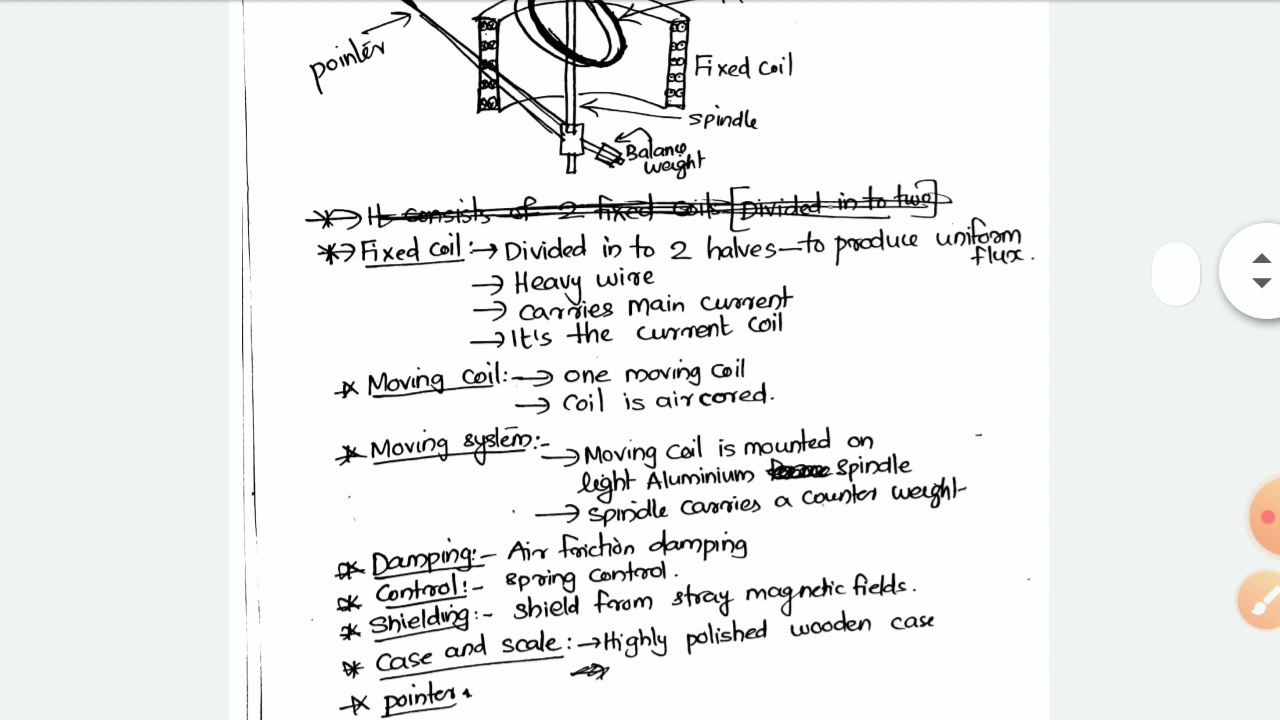 pointer
Fixed coil
spindle
Balance
weight
*→ It consists of 2 fixed coils [Divided in to two]
*→ Fixed coil :→ Divided in to 2 halves—to produce uniform
flux.
→ Heavy wire
→ carries main current
→ It's the current coil
* Moving coil:→ one moving coil
→ coil is air cored.
* Moving system:- → Moving coil is mounted on
light Aluminium spindle
→ spindle carries a counter weight
* Damping:- Air friction damping
* Control:- spring control.
* Shielding:- shield from stray magnetic fields.
* Case and scale: → Highly polished wooden case
* pointer.